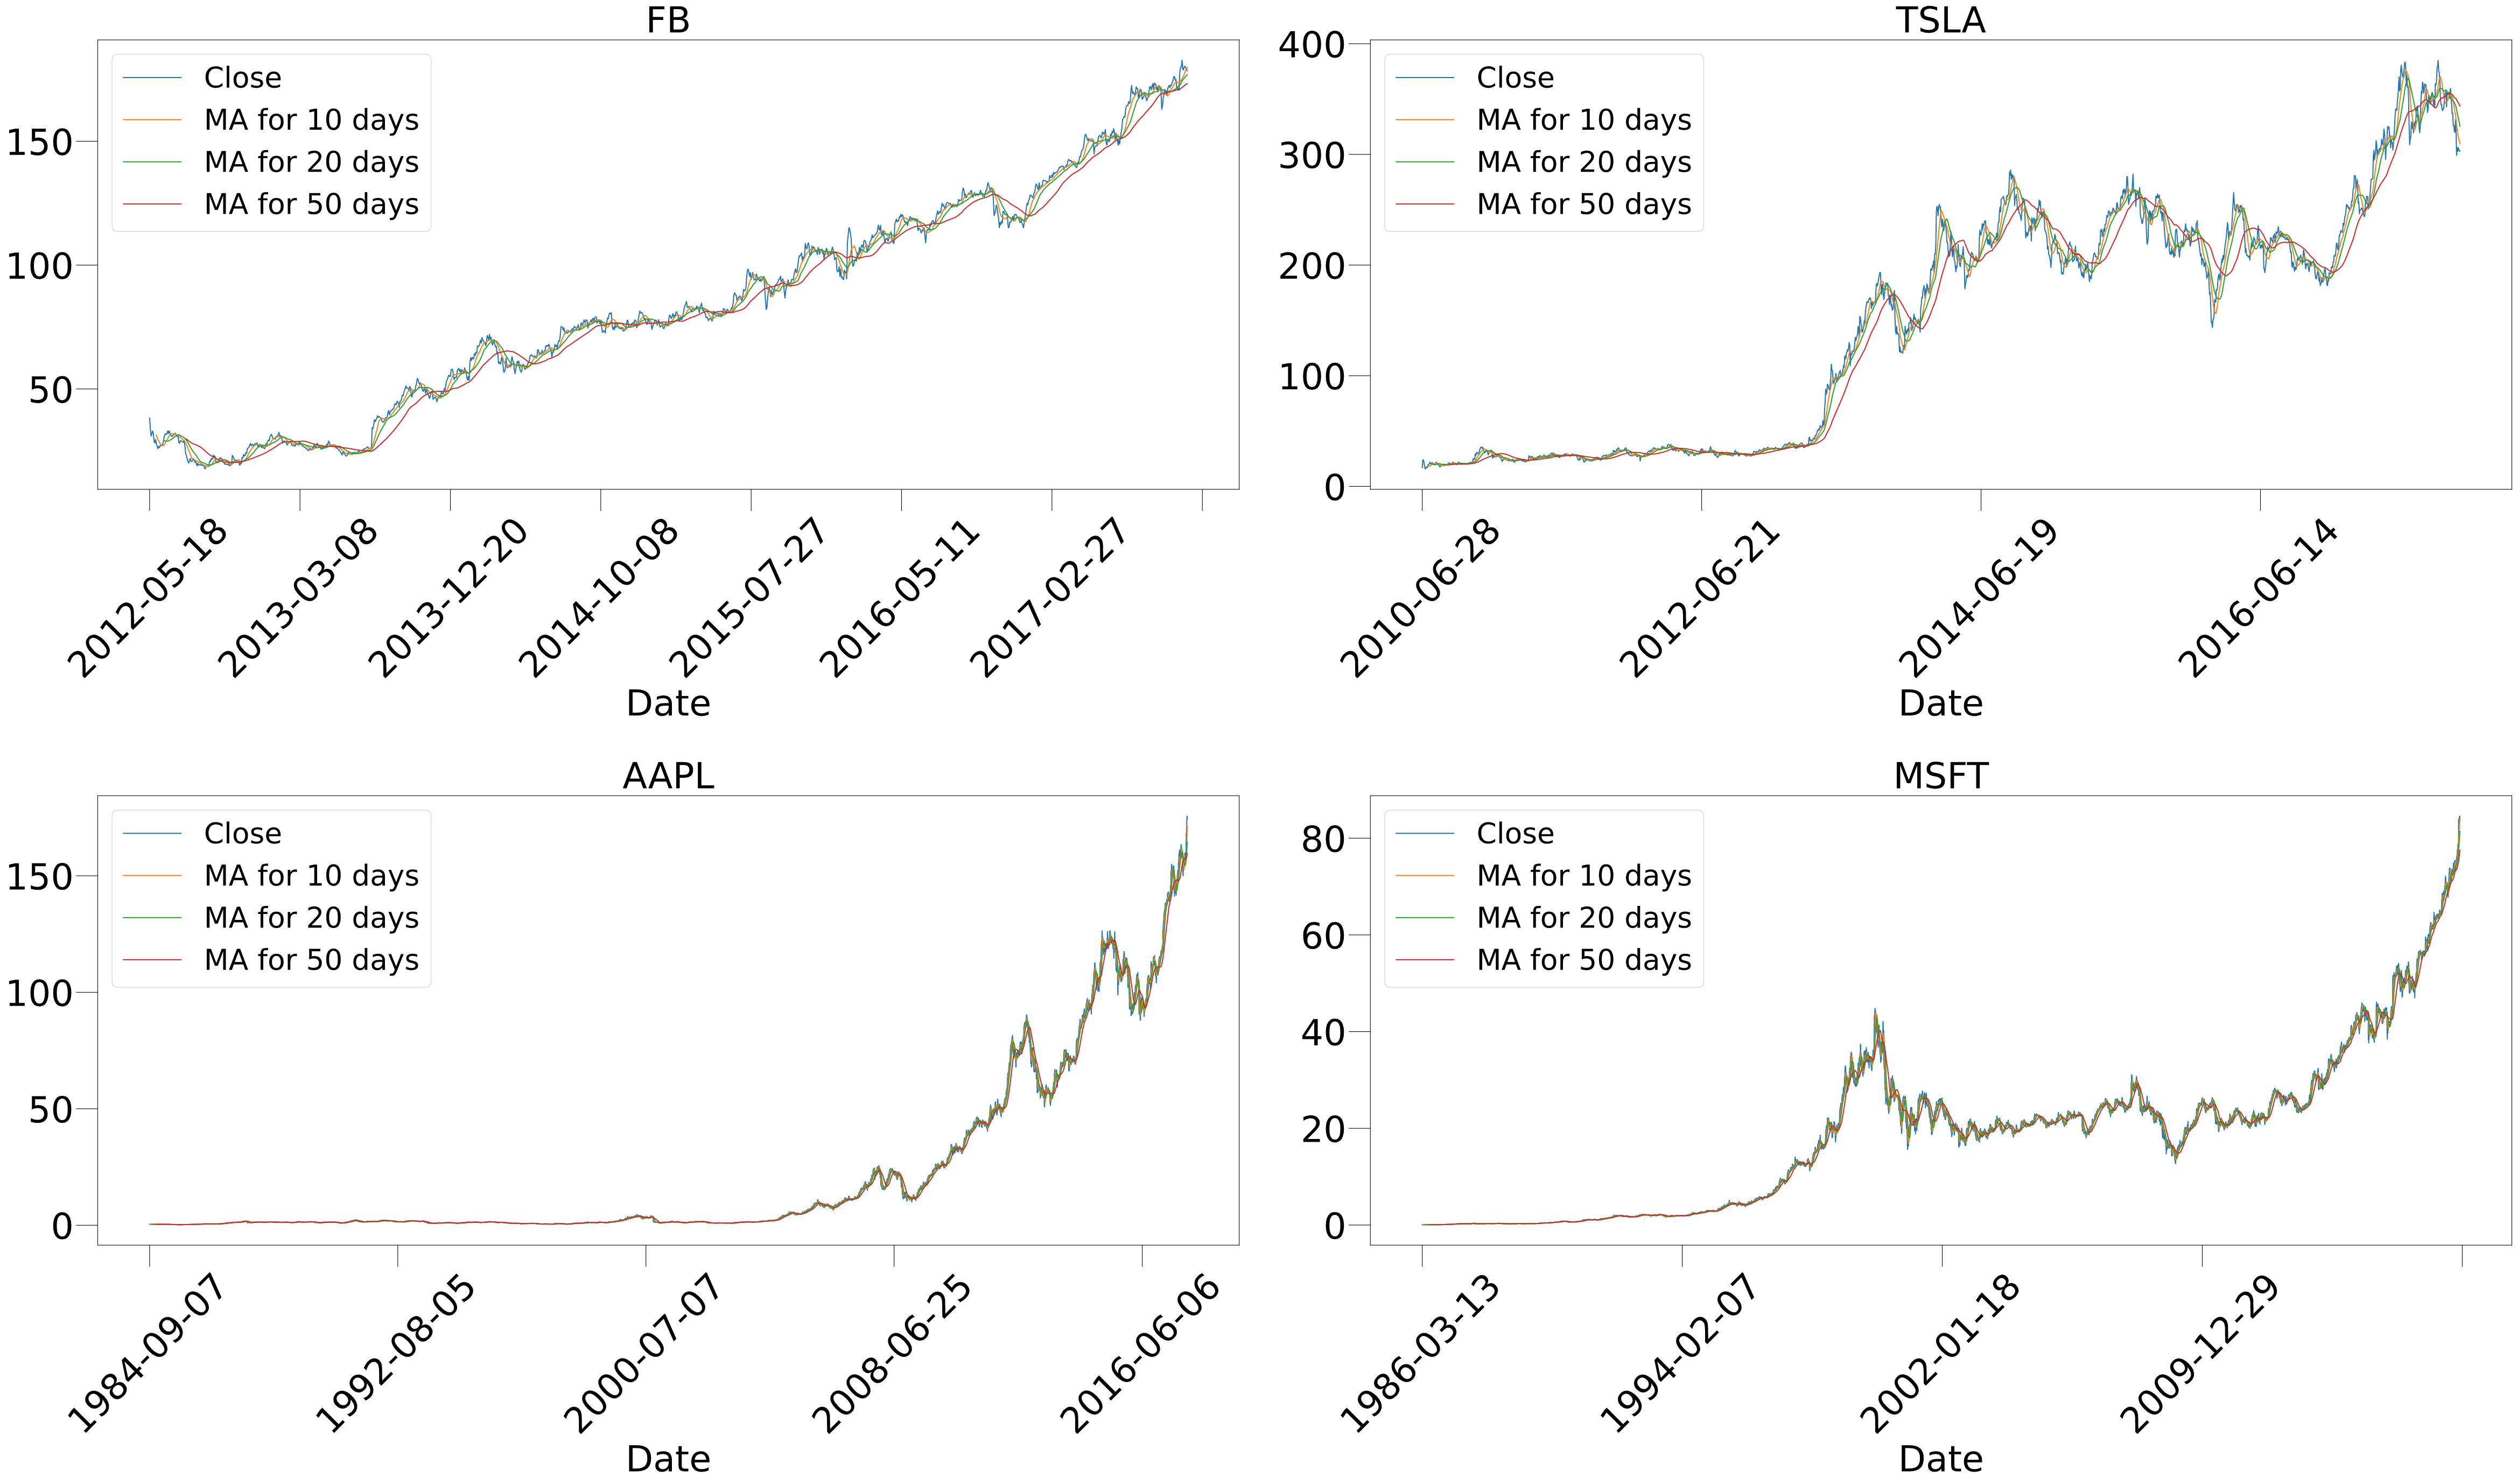 FB
Close
MA for 10 days
MA for 20 days
MA for 50 days
150
100
50
2012-05-18
2013-03-08
2013-12-20
2014-10-08
2015-07-27
2016-05-11
2017-02-27
Date
TSLA
Close
MA for 10 days
MA for 20 days
MA for 50 days
400
300
200
100
0
2010-06-28
2012-06-21
2014-06-19
2016-06-14
Date
AAPL
Close
MA for 10 days
MA for 20 days
MA for 50 days
150
100
50
0
1984-09-07
1992-08-05
2000-07-07
2008-06-25
2016-06-06
Date
MSFT
Close
MA for 10 days
MA for 20 days
MA for 50 days
80
60
40
20
0
1986-03-13
1994-02-07
2002-01-18
2009-12-29
Date